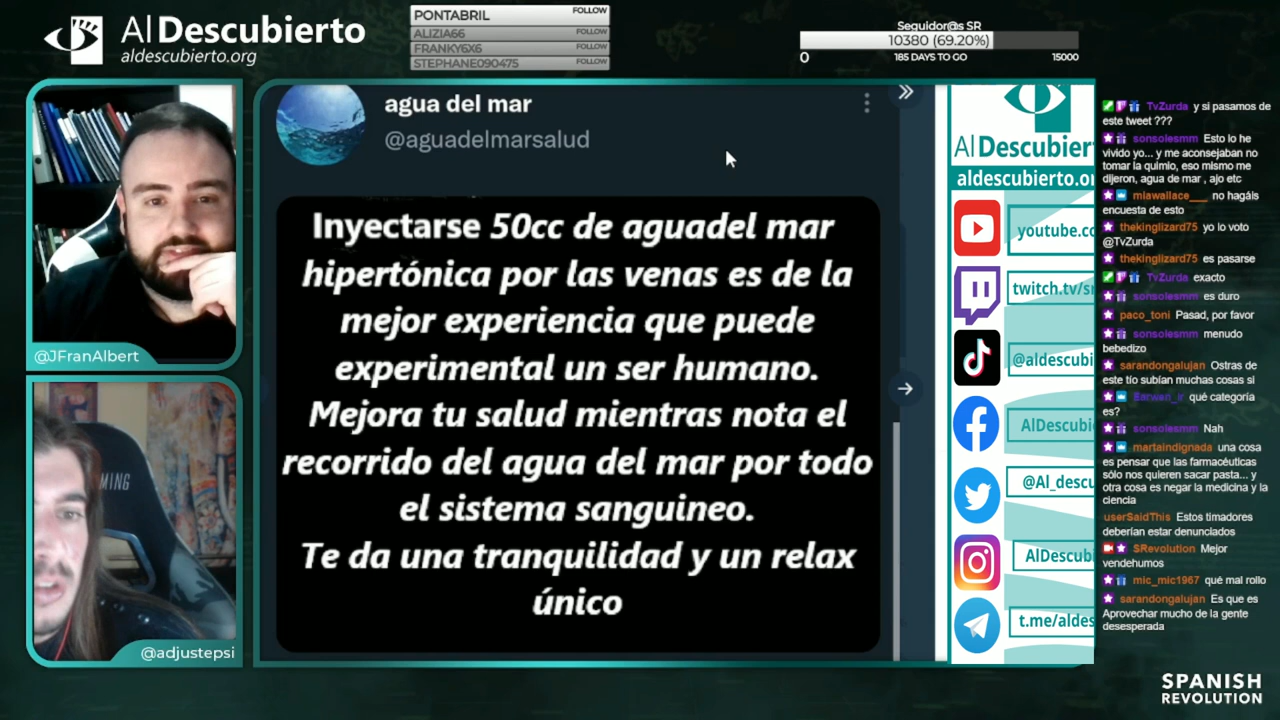 Al Descubierto
aldescubierto.org
PONTABRIL FOLLOW
ALIZIA66 FOLLOW
FRANKY6X6 FOLLOW
STEPHANE090475 FOLLOW
Seguidor@s SR
10380 (69.20%)
0 185 DAYS TO GO 15000
@JFranAlbert
MING
@adjustepsi
agua del mar
@aguadelmarsalud
Inyectarse 50cc de aguadel mar
hipertónica por las venas es de la
mejor experiencia que puede
experimental un ser humano.
Mejora tu salud mientras nota el
recorrido del agua del mar por todo
el sistema sanguineo.
Te da una tranquilidad y un relax
único
Al Descubier
aldescubierto.or
youtube.co
twitch.tv/s
@aldescubi
AlDescubi
@Al_descu
AlDescub
t.me/aldes
TvZurda y si pasamos de
este tweet ???
sonsolesmm Esto lo he
vivido yo... y me aconsejaban no
tomar la quimIo, eso mismo me
dijeron, agua de mar , ajo etc
miawallace___ no hagáis
encuesta de esto
thekinglizard75 yo lo voto
@TvZurda
thekinglizard75 es pasarse
TvZurda exacto
sonsolesmm es duro
paco_toni Pasad, por favor
sonsolesmm menudo
bebedizo
sarandongalujan Ostras de
este tío subían muchas cosas si
qué categoría
es?
sonsolesmm Nah
martaindignada una cosa
es pensar que las farmacéuticas
sólo nos quieren sacar pasta... y
otra cosa es negar la medicina y la
ciencia
userSaidThis Estos timadores
deberían estar denunciados
SRevolution Mejor
vendehumos
mic_mic1967 qué mal rollo
sarandongalujan Es que es
Aprovechar mucho de la gente
desesperada
SPANISH
REVOLUTION